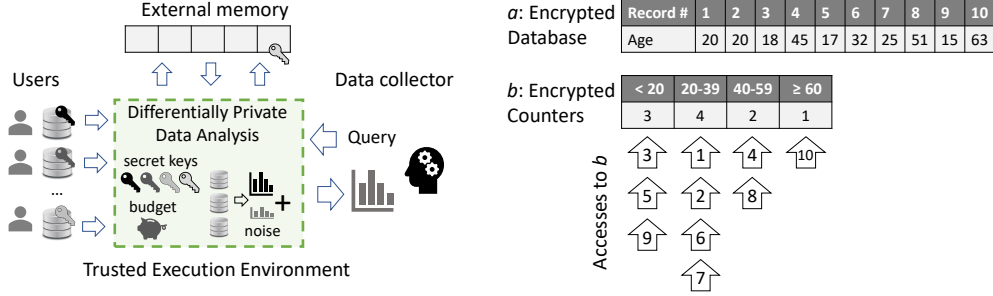 External memory
Users
Data collector
Differentially Private
Data Analysis
secret keys
budget
noise
Query
...
Trusted Execution Environment
a: Encrypted
Database
Record # 1 2 3 4 5 6 7 8 9 10
Age 20 20 18 45 17 32 25 51 15 63
b: Encrypted
Counters
< 20 20-39 40-59 ≥ 60
3 4 2 1
Accesses to b
3 1 4 10
5 2 8
9 6
7